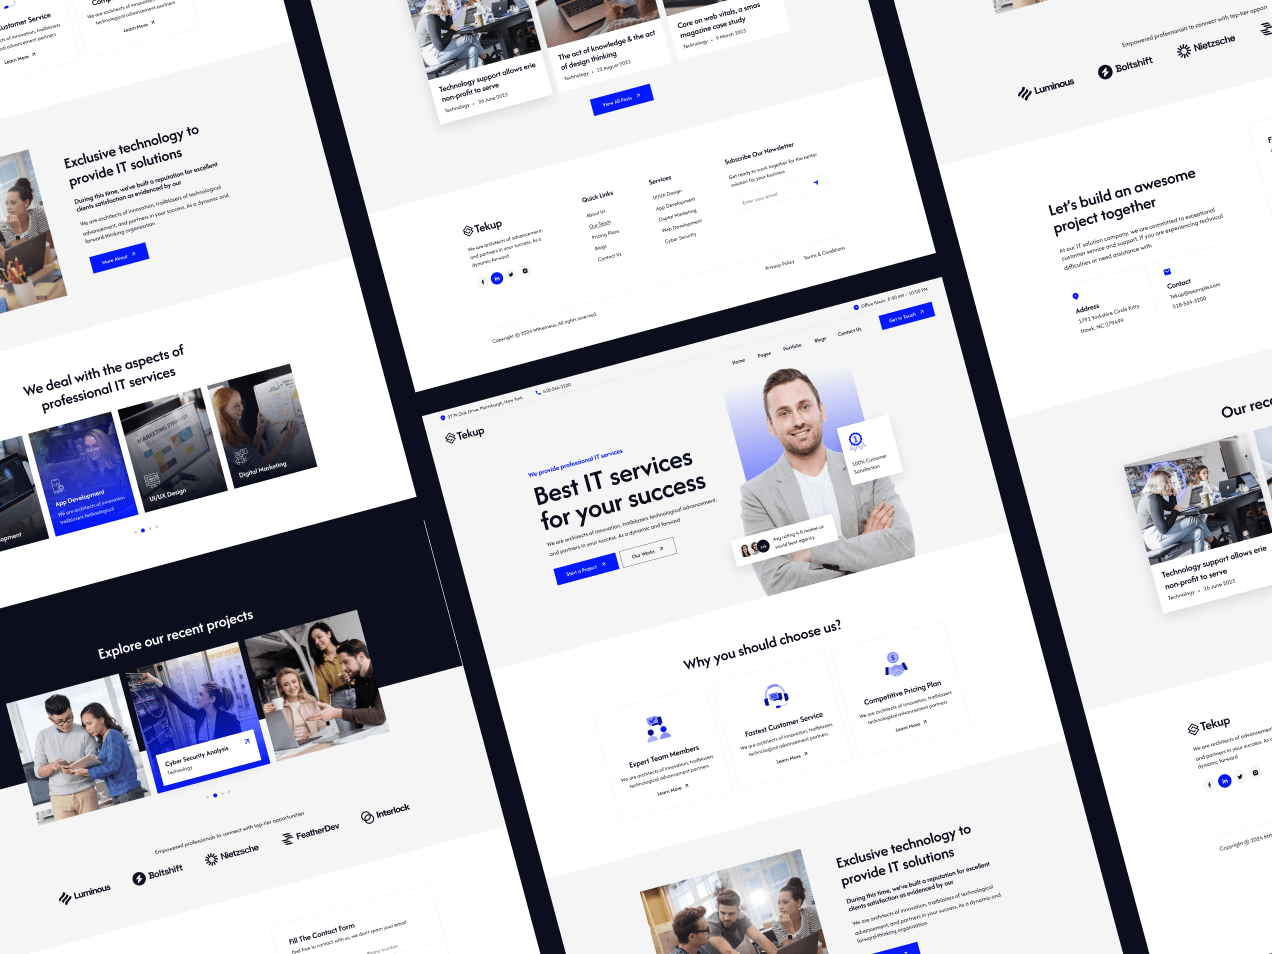 Customer Service
We are architects of innovation, trailblazers
technological advancement partners
Learn More
Learn More
Exclusive technology to
provide IT solutions
During this time, we've built a reputation for excellent
clients satisfaction as evidenced by our
We are architects of innovation, trailblazers of technological
advancement, and partners in your success. As a dynamic and
forward-thinking organization
More About
We deal with the aspects of
professional IT services
App Development
We are architects of innovation
trailblazers technological
UI/UX Design
MARKETING STRATEGY
Digital Marketing
Explore our recent projects
Cyber Security Analysis
Technology
Empowered professionals to connect with top-tier opportunities
Luminous
Boltshift
Nietzsche
FeatherDev
Interlock
Fill The Contact Form
Feel free to contact with us, we don't spam your email
Phone number
Technology support allows erie
non-profit to serve
Technology • 26 June 2023
The act of knowledge & the act
of design thinking
Technology • 22 August 2023
Core on web vitals, a smas
magazine case study
Technology • 9 March 2023
View All Posts
Tekup
We are architects of advancement,
and partners in your success. As a
dynamic forward
Quick Links
About Us
Our Team
Pricing Plans
Blogs
Contact Us
Services
UI/UX Design
App Development
Digital Marketing
Web Development
Cyber Security
Subscribe Our Newsletter
Get ready to work together for the better
solution for your business
Enter your email
Copyright © 2024 Mthemeus. All rights reserved.
Privacy Policy
Terms & Conditions
2776 Oak Drive, Plattsburgh, New York
518-564-3200
Office Hours: 8:00 AM – 10:00 PM
Tekup
Home
Pages
Portfolio
Blogs
Contact Us
Get in Touch
We provide professional IT services
Best IT services
for your success
We are architects of innovation, trailblazers technological advancement,
and partners in your success. As a dynamic and forward
Start a Project
Our Works
100% Customer
Satisfaction
Avg rating 4.8 makes us
world best agency.
Why you should choose us?
Expert Team Members
We are architects of innovation, trailblazers
technological advancement partners
Learn More
Fastest Customer Service
We are architects of innovation, trailblazers
technological advancement partners
Learn More
Competitive Pricing Plan
We are architects of innovation, trailblazers
technological advancement partners
Learn More
Exclusive technology to
provide IT solutions
During this time, we've built a reputation for excellent
clients satisfaction as evidenced by our
We are architects of innovation, trailblazers of technological
advancement, and partners in your success. As a dynamic and
forward-thinking organization
Empowered professionals to connect with top-tier oppor
Luminous
Boltshift
Nietzsche
Let's build an awesome
project together
At our IT solution company, we are committed to exceptional
customer service and support. If you are experiencing technical
difficulties or need assistance with
Address
1791 Yorkshire Circle Kitty
Hawk, NC 279499
Contact
Tekup@example.com
518-564-3200
Our rece
Technology support allows erie
non-profit to serve
Technology • 26 June 2023
Tekup
We are architects of advancement
and partners in your success. As a
dynamic forward
Copyright © 2024 Mt